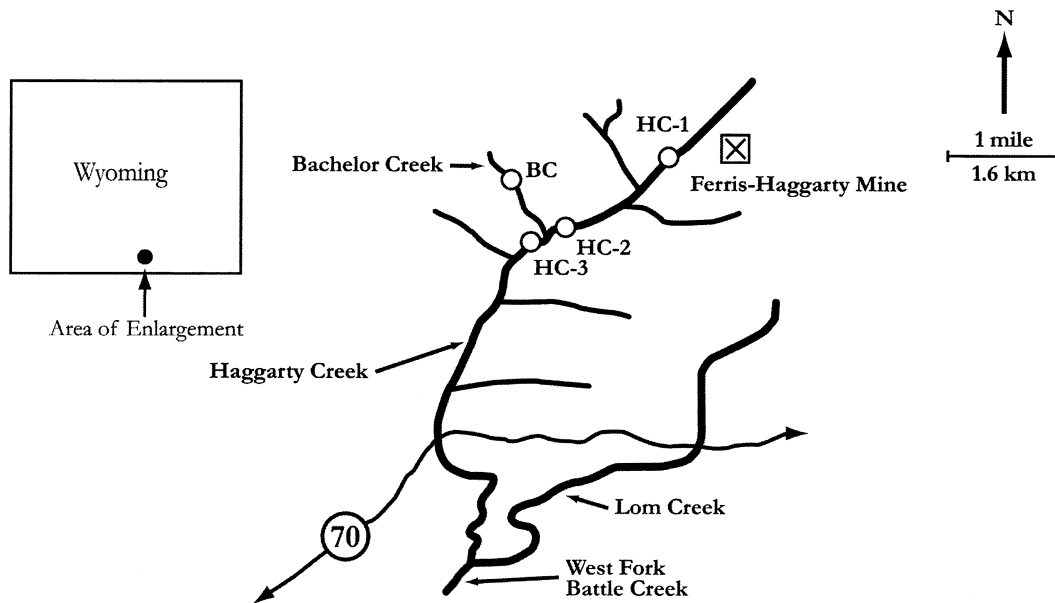 N
1 mile
1.6 km
Wyoming
Area of Enlargement
HC-1
Ferris-Haggarty Mine
Bachelor Creek
BC
HC-2
HC-3
Haggarty Creek
Lom Creek
70
West Fork
Battle Creek